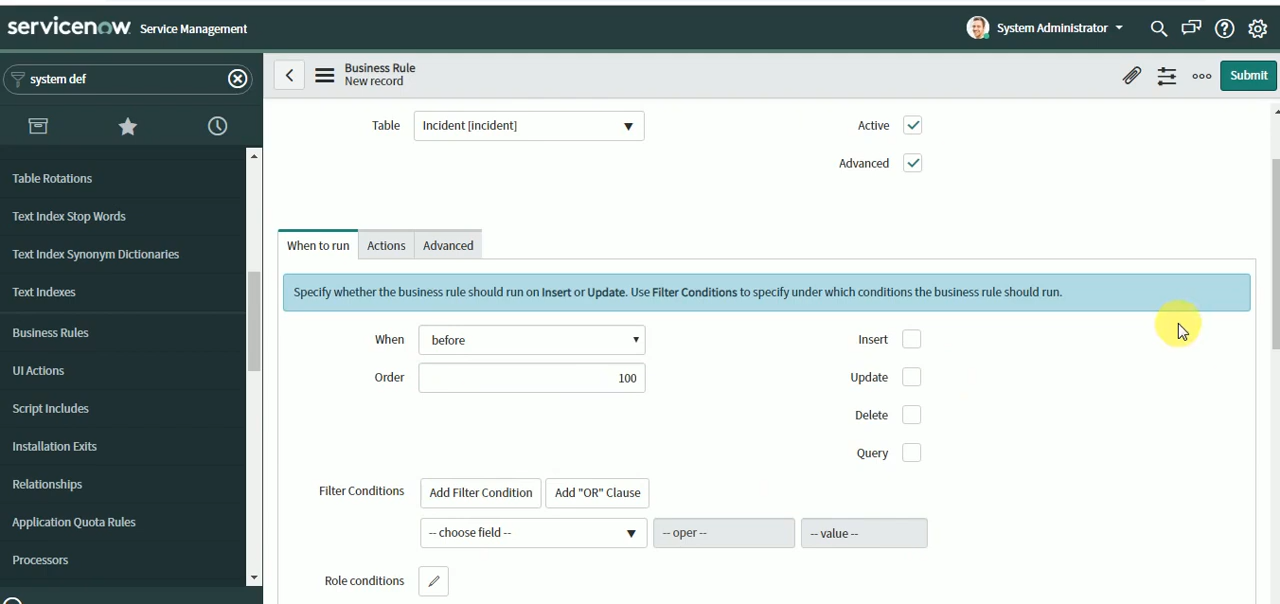 servicenow Service Management
System Administrator
system def
Business Rule
New record
Submit
Table Rotations
Text Index Stop Words
Text Index Synonym Dictionaries
Text Indexes
Business Rules
UI Actions
Script Includes
Installation Exits
Relationships
Application Quota Rules
Processors
Table Incident [incident] Active
Advanced
When to run Actions Advanced
Specify whether the business rule should run on Insert or Update. Use Filter Conditions to specify under which conditions the business rule should run.
When before Insert
Order 100 Update
Delete
Query
Filter Conditions Add Filter Condition Add "OR" Clause
-- choose field -- -- oper -- -- value --
Role conditions